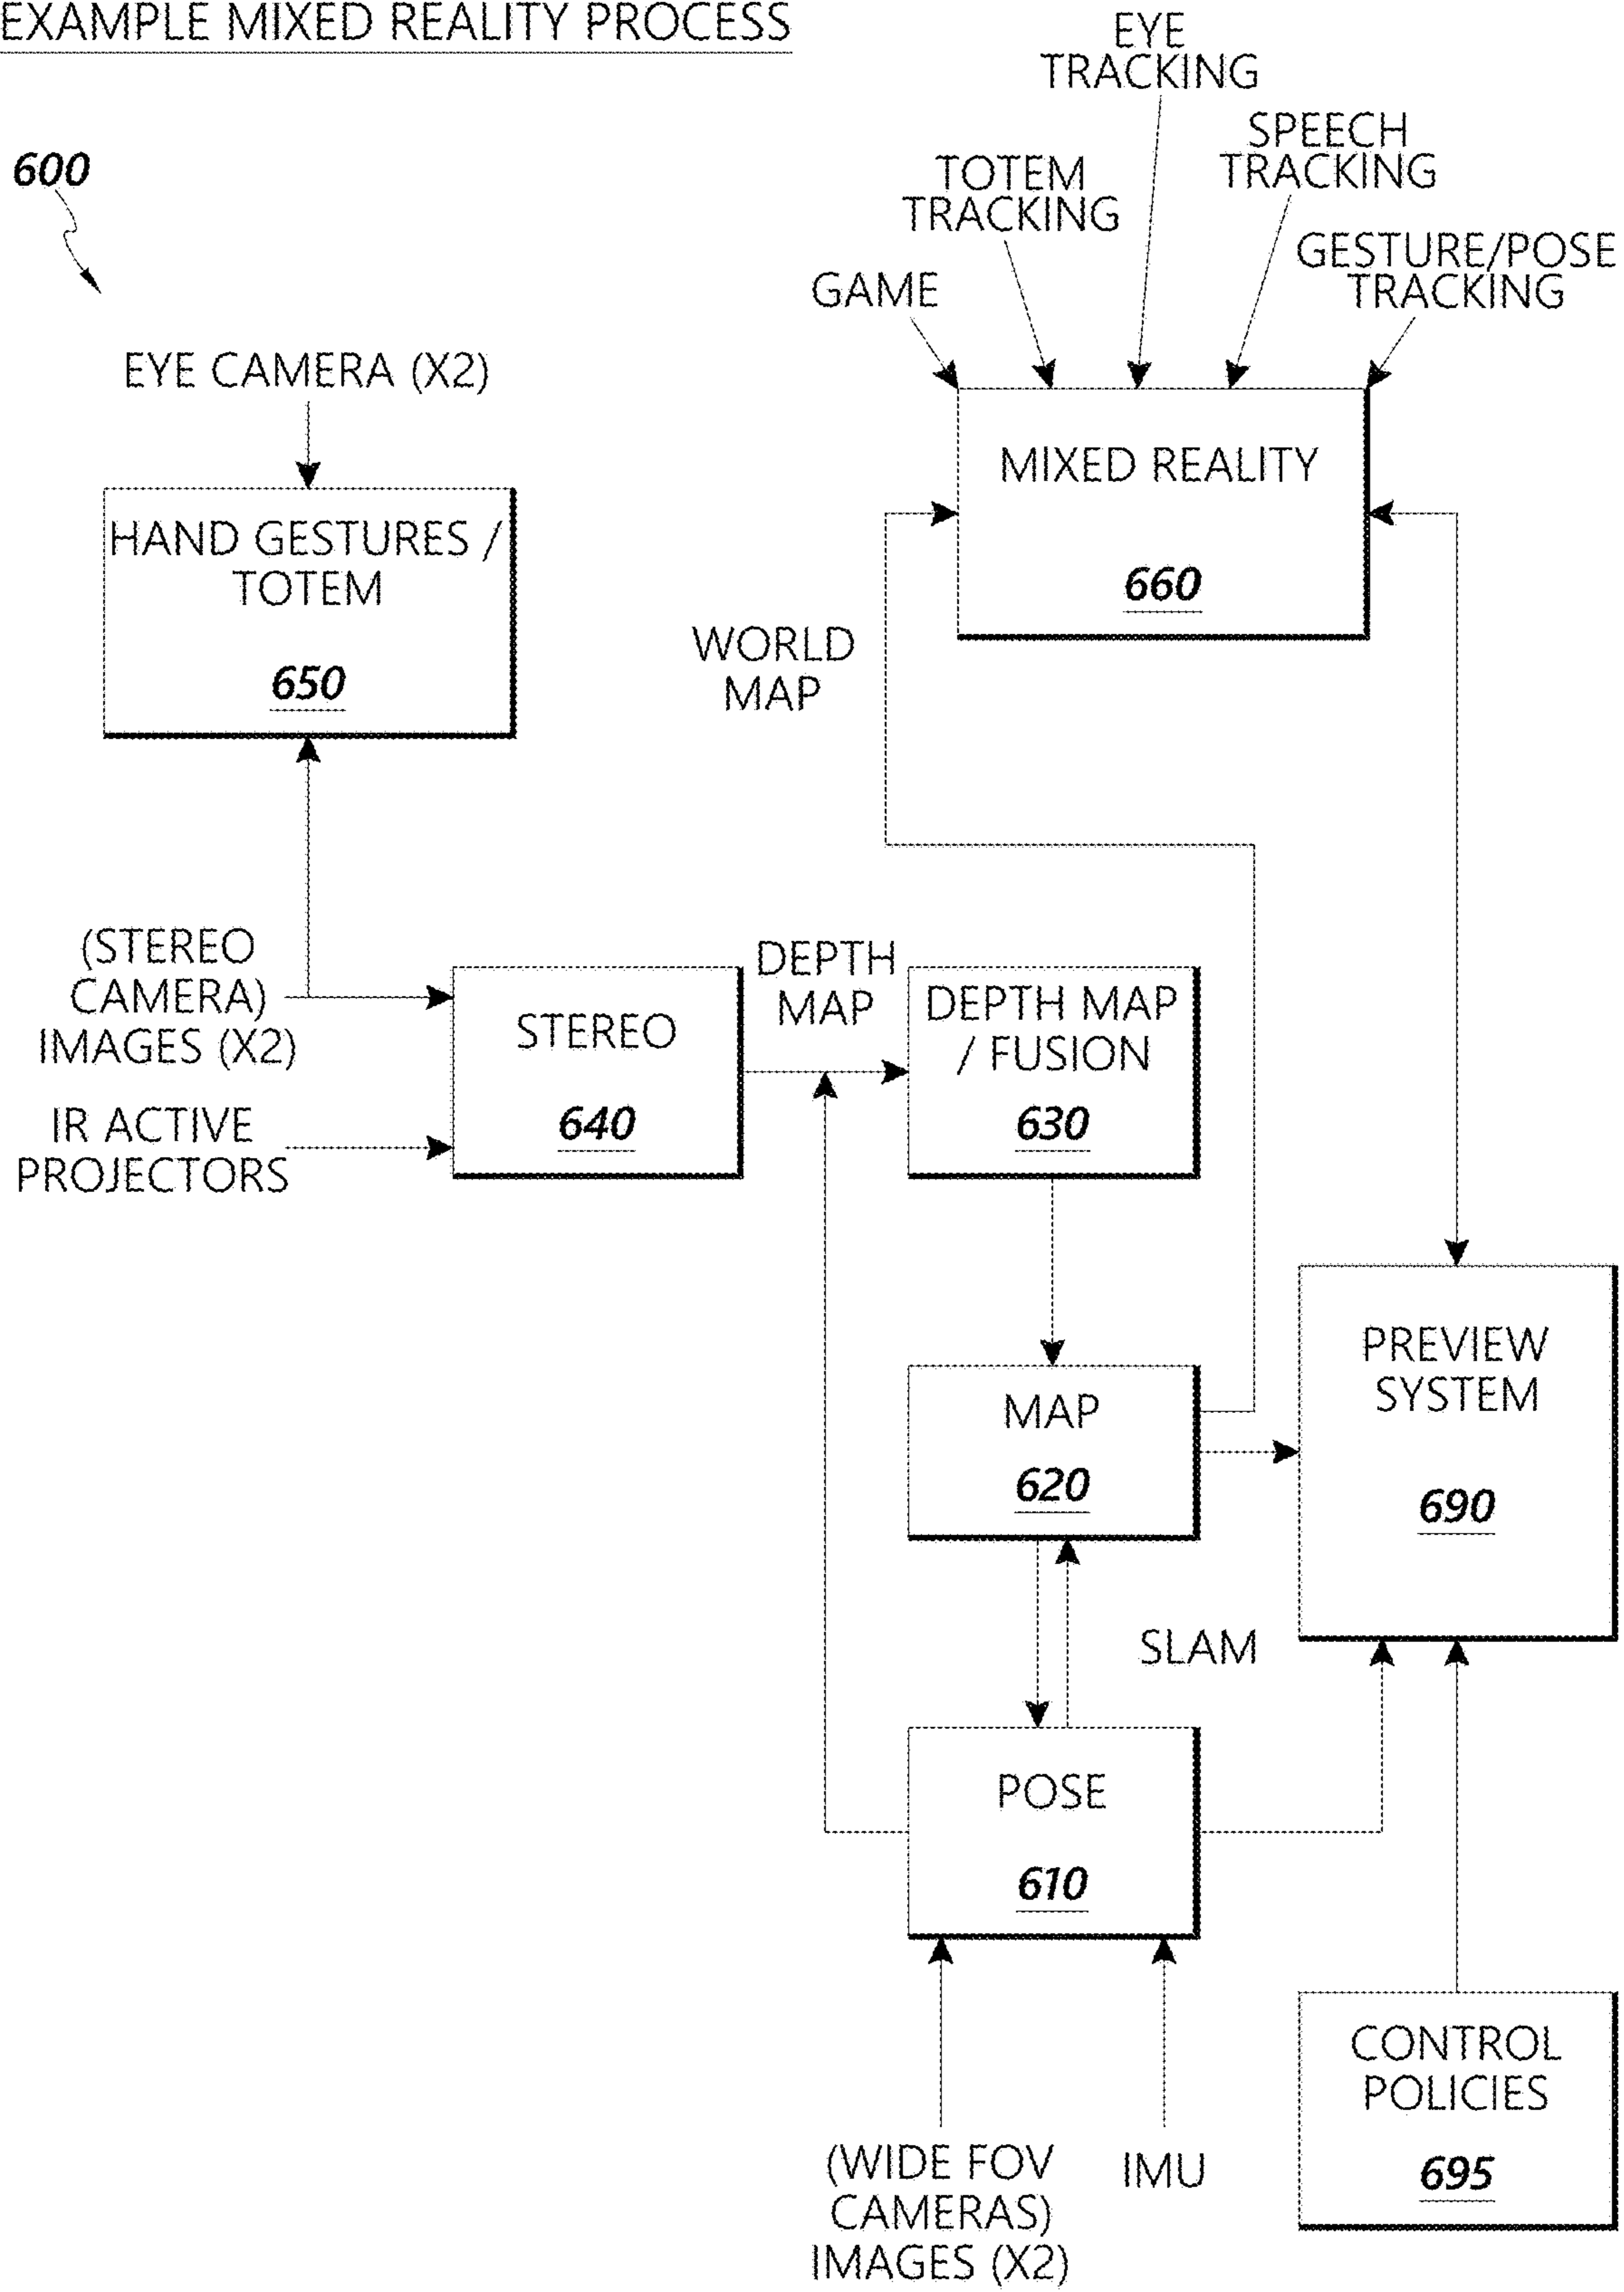 EXAMPLE MIXED REALITY PROCESS
600
EYE
TRACKING
SPEECH
TRACKING
TOTEM
TRACKING
GESTURE/POSE
TRACKING
GAME
EYE CAMERA (X2)
MIXED REALITY
660
HAND GESTURES /
TOTEM
650
WORLD
MAP
(STEREO
CAMERA)
IMAGES (X2)
IR ACTIVE
PROJECTORS
STEREO
640
DEPTH
MAP
DEPTH MAP
/ FUSION
630
MAP
620
PREVIEW
SYSTEM
690
SLAM
POSE
610
CONTROL
POLICIES
695
(WIDE FOV
CAMERAS)
IMAGES (X2)
IMU